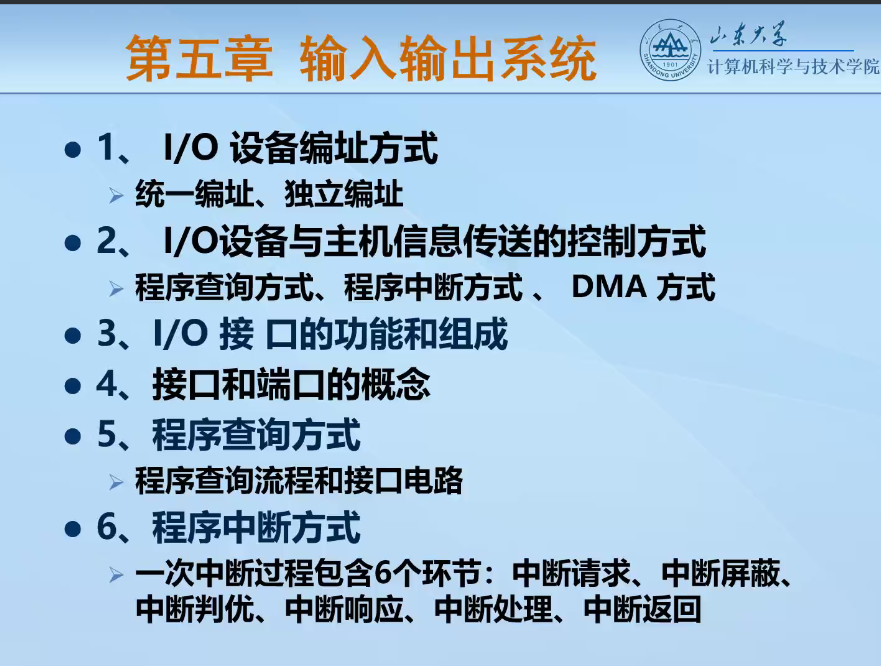 第五章 输入输出系统
山东大学
计算机科学与技术学院
SHANDONG UNIVERSITY
1901
1、 I/O 设备编址方式
统一编址、独立编址
2、 I/O设备与主机信息传送的控制方式
程序查询方式、程序中断方式 、 DMA 方式
3、I/O 接 口的功能和组成
4、接口和端口的概念
5、程序查询方式
程序查询流程和接口电路
6、程序中断方式
一次中断过程包含6个环节：中断请求、中断屏蔽、
中断判优、中断响应、中断处理、中断返回